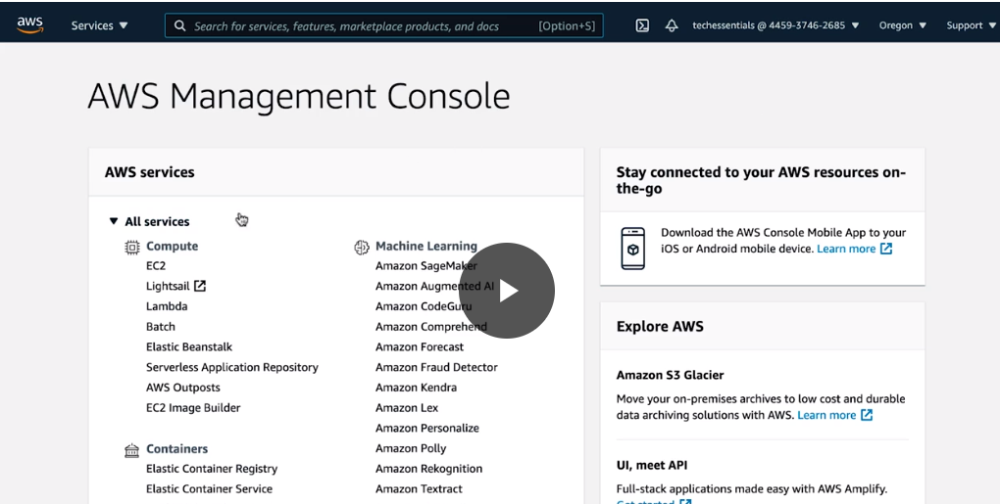 aws
Services
Search for services, features, marketplace products, and docs [Option+S]
techessentials @ 4459-3746-2685
Oregon
Support
AWS Management Console
AWS services
All services
Compute
EC2
Lightsail
Lambda
Batch
Elastic Beanstalk
Serverless Application Repository
AWS Outposts
EC2 Image Builder
Containers
Elastic Container Registry
Elastic Container Service
Machine Learning
Amazon SageMaker
Amazon Augmented AI
Amazon CodeGuru
Amazon Comprehend
Amazon Forecast
Amazon Fraud Detector
Amazon Kendra
Amazon Lex
Amazon Personalize
Amazon Polly
Amazon Rekognition
Amazon Textract
Stay connected to your AWS resources on-
the-go
Download the AWS Console Mobile App to your
iOS or Android mobile device. Learn more
Explore AWS
Amazon S3 Glacier
Move your on-premises archives to low cost and durable
data archiving solutions with AWS. Learn more
UI, meet API
Full-stack applications made easy with AWS Amplify.
Get started